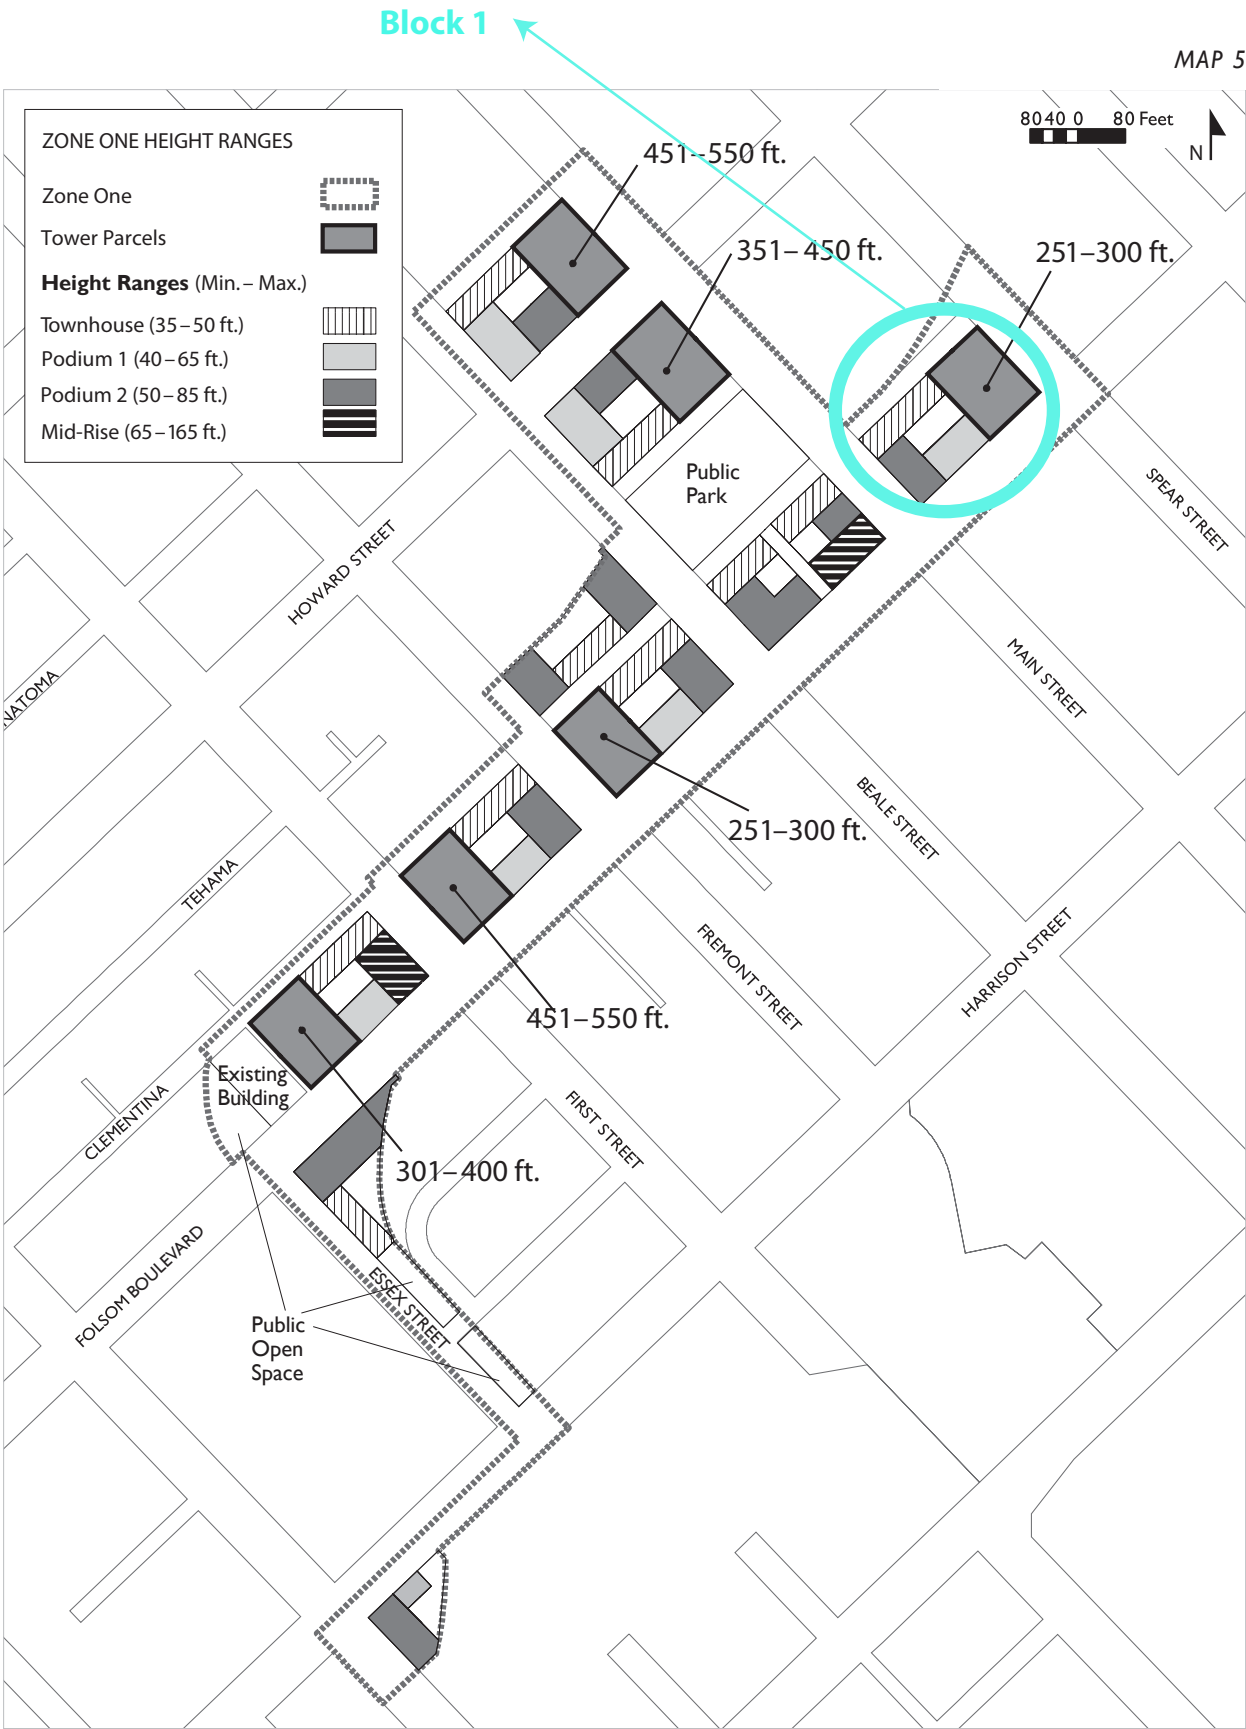 Block 1
MAP 5
ZONE ONE HEIGHT RANGES
Zone One
Tower Parcels
Height Ranges (Min. – Max.)
Townhouse (35 – 50 ft.)
Podium 1 (40 – 65 ft.)
Podium 2 (50 – 85 ft.)
Mid-Rise (65 – 165 ft.)
80 40 0 80 Feet
N
451–550 ft.
351–450 ft.
251–300 ft.
Public
Park
SPEAR STREET
HOWARD STREET
MAIN STREET
NATOMA
BEALE STREET
251–300 ft.
TEHAMA
FREMONT STREET
HARRISON STREET
451–550 ft.
Existing
Building
CLEMENTINA
FIRST STREET
301–400 ft.
FOLSOM BOULEVARD
ESSEX STREET
Public
Open
Space